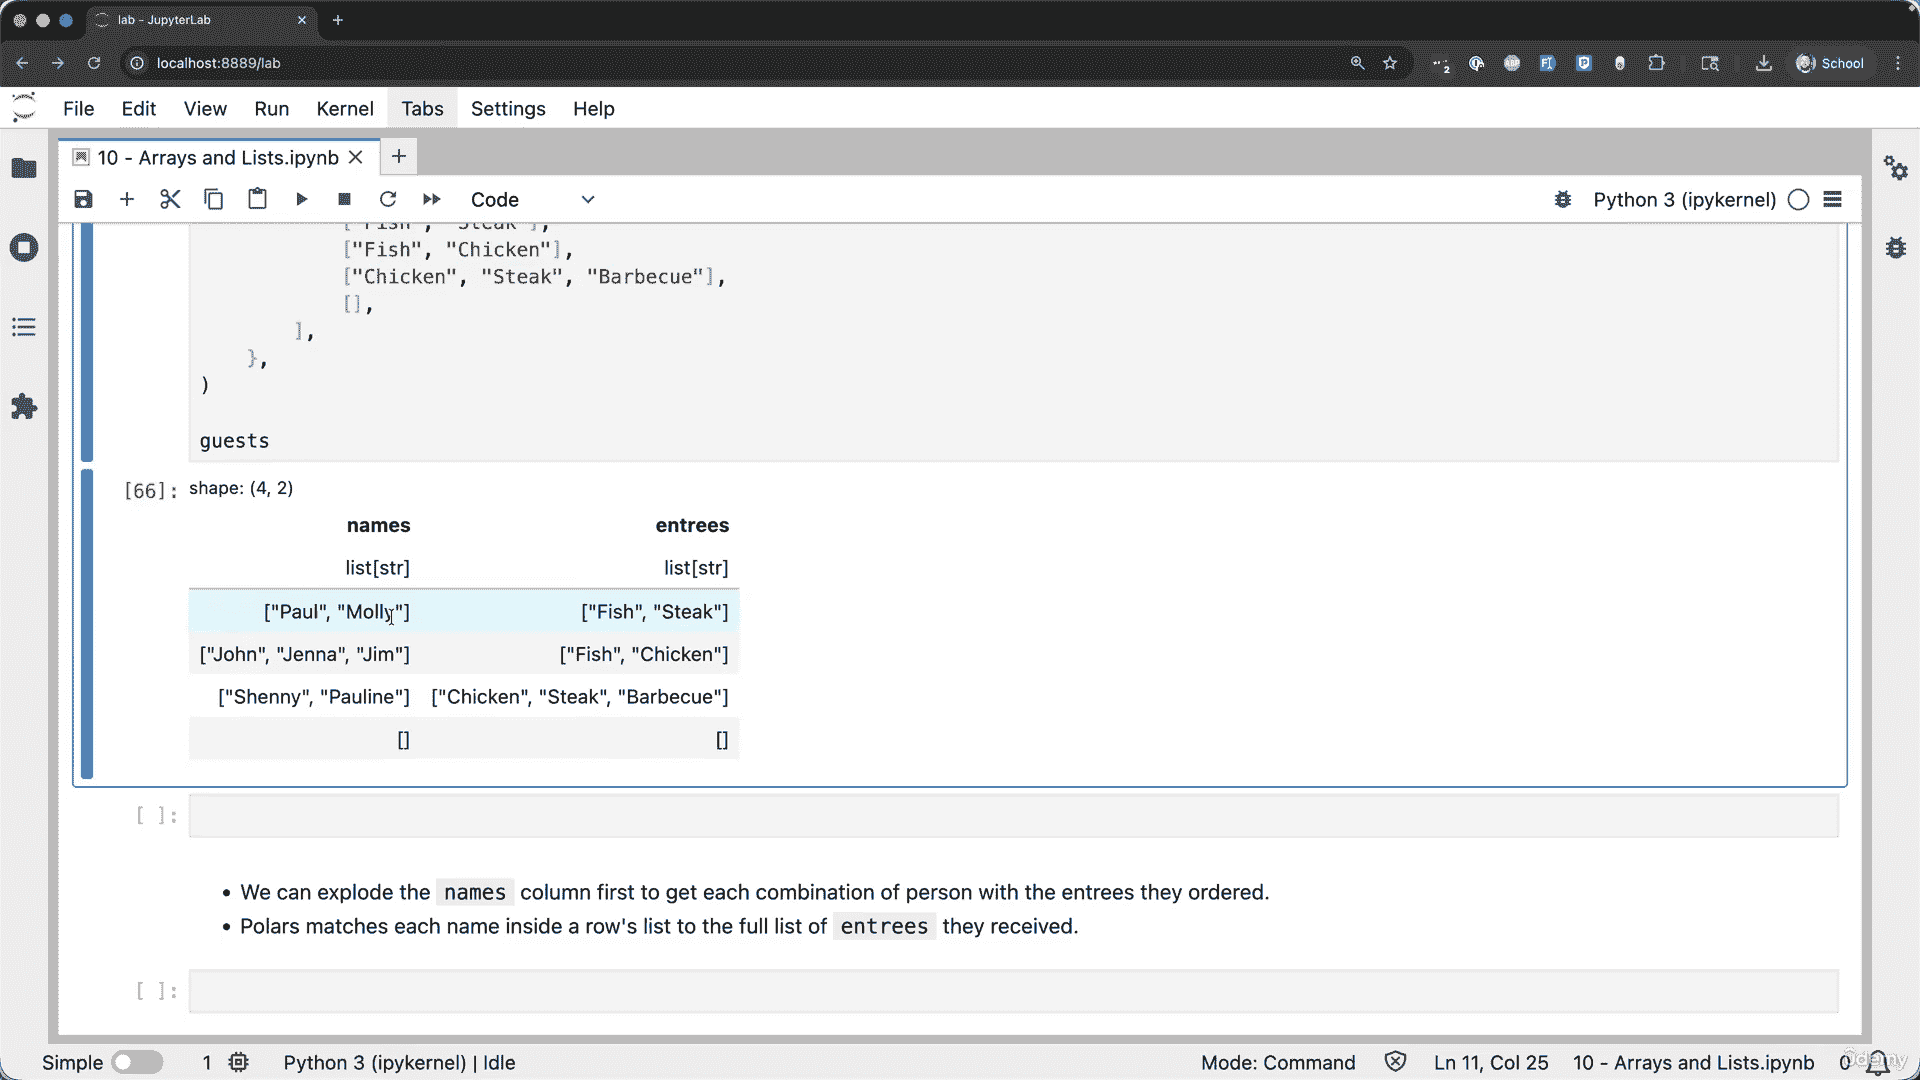 lab - JupyterLab
localhost:8889/lab
2
ABP
School
File Edit View Run Kernel Tabs Settings Help
10 - Arrays and Lists.ipynb
Code
Python 3 (ipykernel)
["Fish", "Steak"],
["Fish", "Chicken"],
["Chicken", "Steak", "Barbecue"],
[],
],
},
)
guests
[66]: shape: (4, 2)
names entrees
list[str] list[str]
["Paul", "Molly"] ["Fish", "Steak"]
["John", "Jenna", "Jim"] ["Fish", "Chicken"]
["Shenny", "Pauline"] ["Chicken", "Steak", "Barbecue"]
[] []
[ ]:
• We can explode the names column first to get each combination of person with the entrees they ordered.
• Polars matches each name inside a row's list to the full list of entrees they received.
[ ]:
Simple 1 Python 3 (ipykernel) | Idle Mode: Command Ln 11, Col 25 10 - Arrays and Lists.ipynb 0
udemy